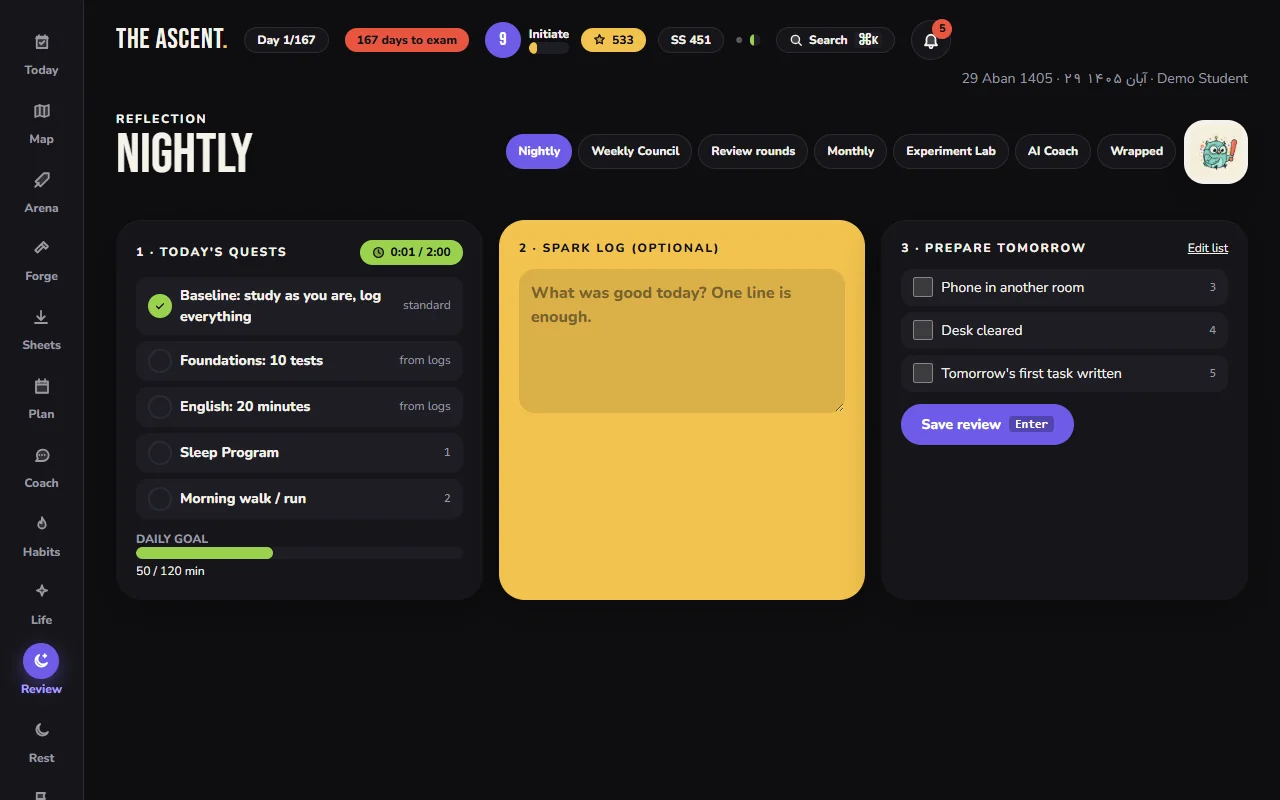 THE ASCENT.
Day 1/167
167 days to exam
9
Initiate
533
SS 451
Search ⌘K
5
29 Aban 1405 · ۲۹ آبان ۱۴۰۵ · Demo Student
Today
Map
Arena
Forge
Sheets
Plan
Coach
Habits
Life
Review
Rest
REFLECTION
NIGHTLY
Nightly
Weekly Council
Review rounds
Monthly
Experiment Lab
AI Coach
Wrapped
1 · TODAY'S QUESTS
0:01 / 2:00
Baseline: study as you are, log
everything
standard
Foundations: 10 tests
from logs
English: 20 minutes
from logs
Sleep Program
1
Morning walk / run
2
DAILY GOAL
50 / 120 min
2 · SPARK LOG (OPTIONAL)
What was good today? One line is
enough.
3 · PREPARE TOMORROW
Edit list
Phone in another room
3
Desk cleared
4
Tomorrow's first task written
5
Save review Enter